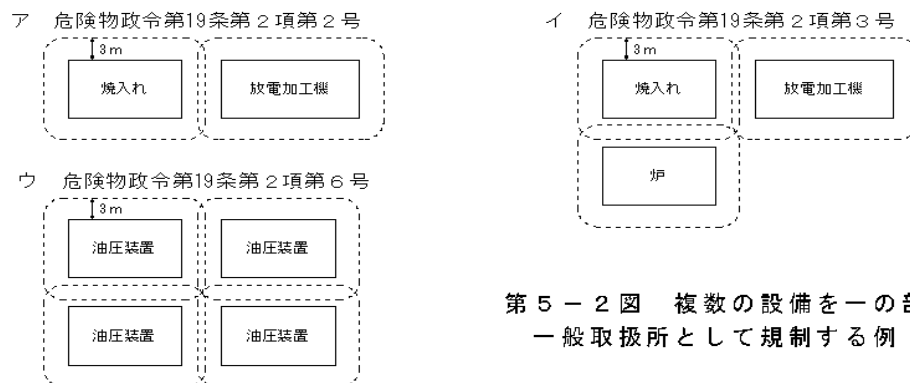 ア　危険物政令第19条第２項第２号
3m
焼入れ
放電加工機
イ　危険物政令第19条第２項第３号
3m
焼入れ
放電加工機
炉
ウ　危険物政令第19条第２項第６号
3m
油圧装置
油圧装置
油圧装置
油圧装置
第５－２図　複数の設備を一の
一般取扱所として規制する例